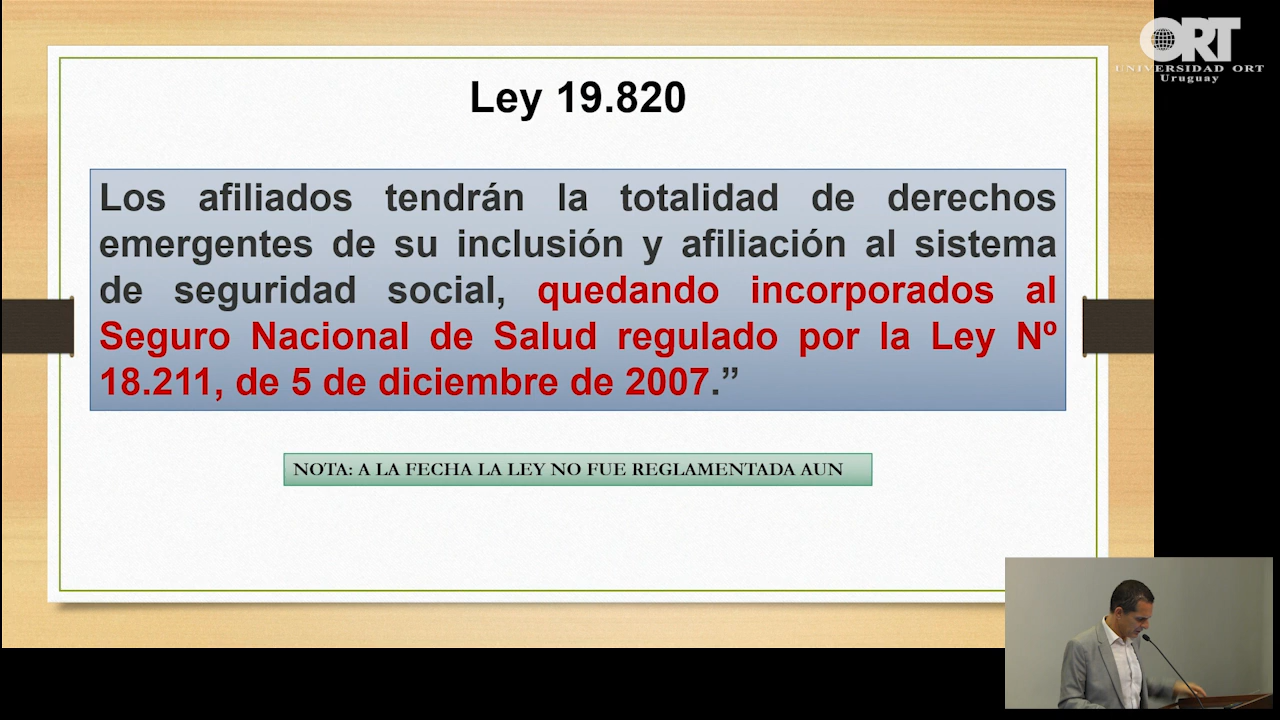 ORT
UNIVERSIDAD ORT
Uruguay
Ley 19.820
Los afiliados tendrán la totalidad de derechos
emergentes de su inclusión y afiliación al sistema
de seguridad social, quedando incorporados al
Seguro Nacional de Salud regulado por la Ley Nº
18.211, de 5 de diciembre de 2007.”
NOTA: A LA FECHA LA LEY NO FUE REGLAMENTADA AUN